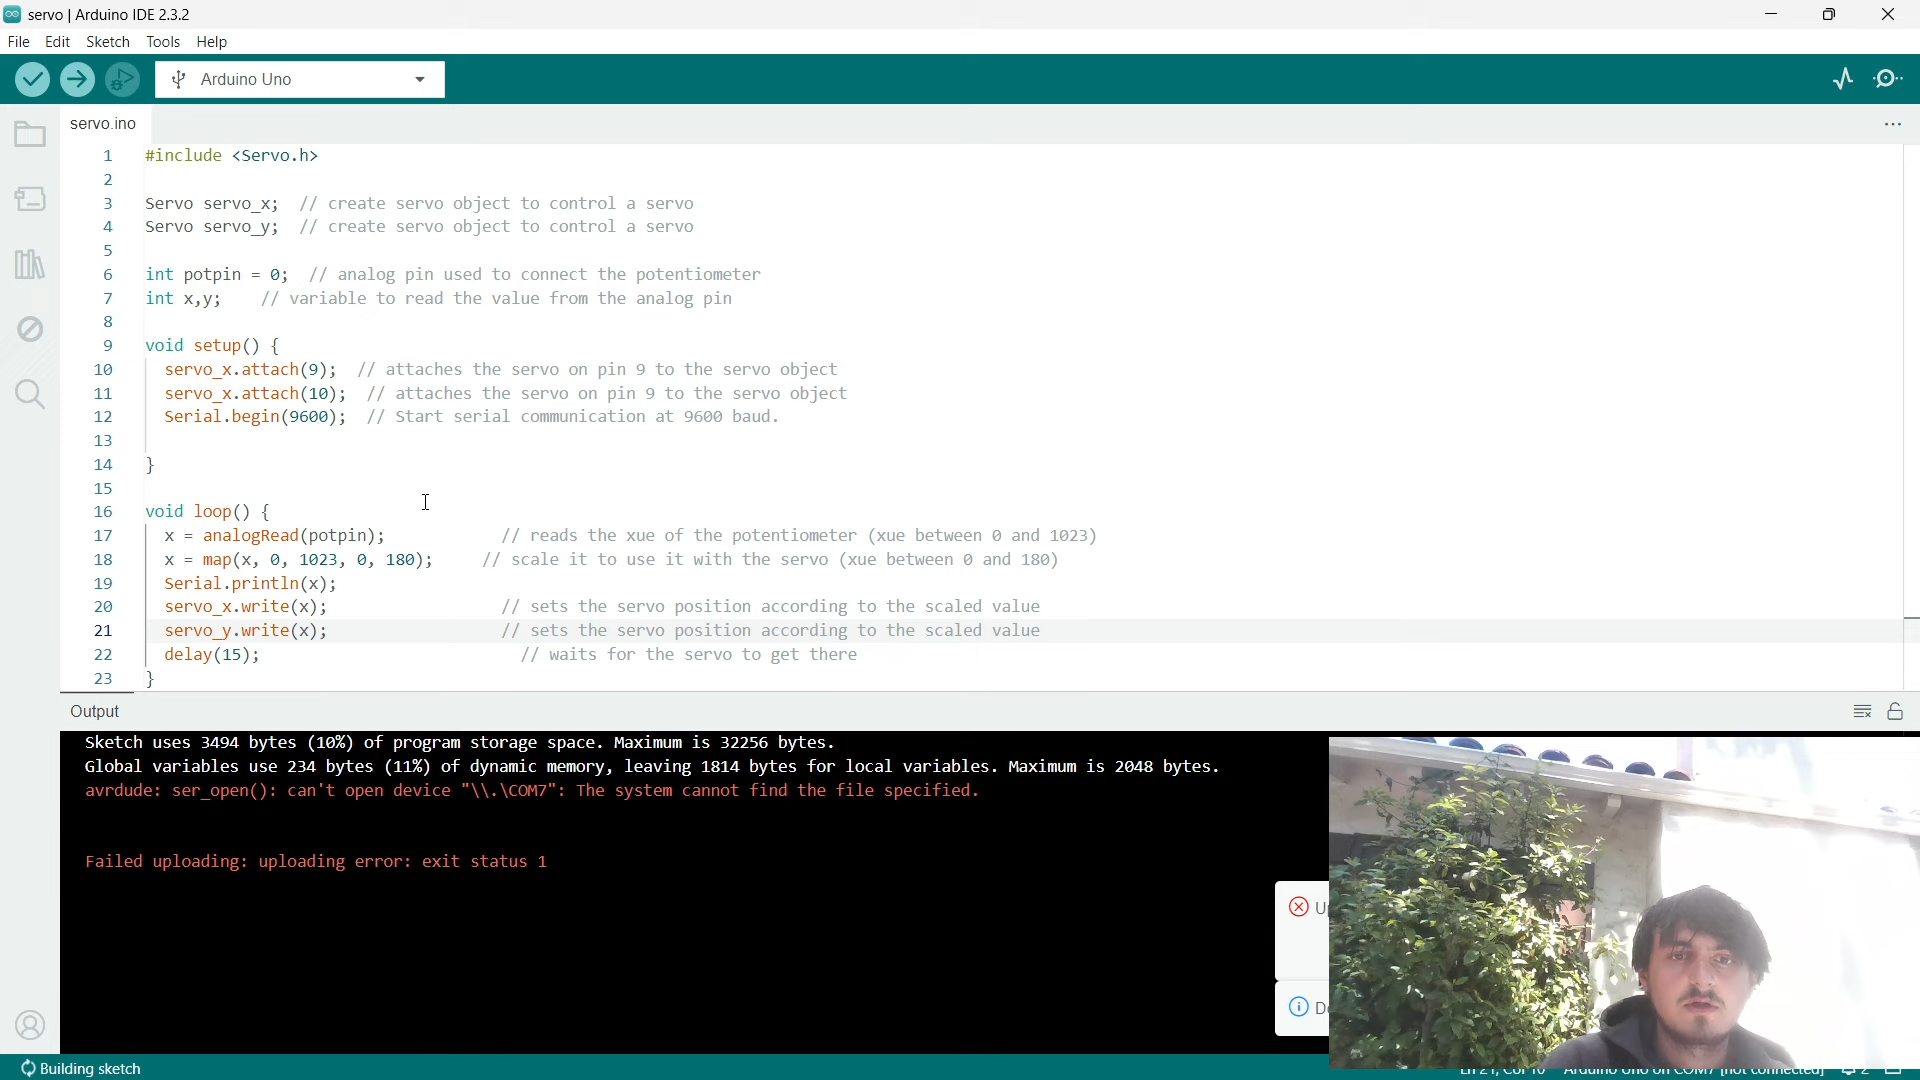 servo | Arduino IDE 2.3.2
File Edit Sketch Tools Help
Arduino Uno
servo.ino
1 #include <Servo.h>
2
3 Servo servo_x; // create servo object to control a servo
4 Servo servo_y; // create servo object to control a servo
5
6 int potpin = 0; // analog pin used to connect the potentiometer
7 int x,y; // variable to read the value from the analog pin
8
9 void setup() {
10 servo_x.attach(9); // attaches the servo on pin 9 to the servo object
11 servo_x.attach(10); // attaches the servo on pin 9 to the servo object
12 Serial.begin(9600); // Start serial communication at 9600 baud.
13
14 }
15
16 void loop() {
17 x = analogRead(potpin); // reads the xue of the potentiometer (xue between 0 and 1023)
18 x = map(x, 0, 1023, 0, 180); // scale it to use it with the servo (xue between 0 and 180)
19 Serial.println(x);
20 servo_x.write(x); // sets the servo position according to the scaled value
21 servo_y.write(x); // sets the servo position according to the scaled value
22 delay(15); // waits for the servo to get there
23 }
Output
Sketch uses 3494 bytes (10%) of program storage space. Maximum is 32256 bytes.
Global variables use 234 bytes (11%) of dynamic memory, leaving 1814 bytes for local variables. Maximum is 2048 bytes.
avrdude: ser_open(): can't open device "\\.\COM7": The system cannot find the file specified.
Failed uploading: uploading error: exit status 1
Building sketch Ln 21, Col 10 Arduino Uno on COM7 [not connected] 2